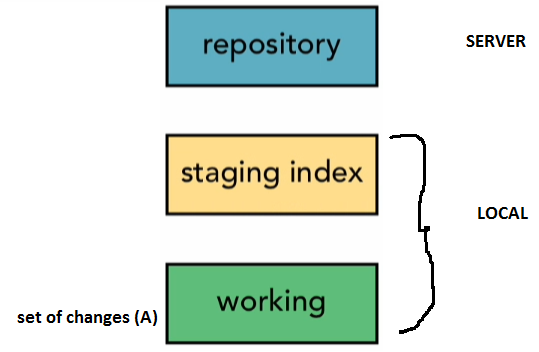 repository
SERVER
staging index
LOCAL
working
set of changes (A)